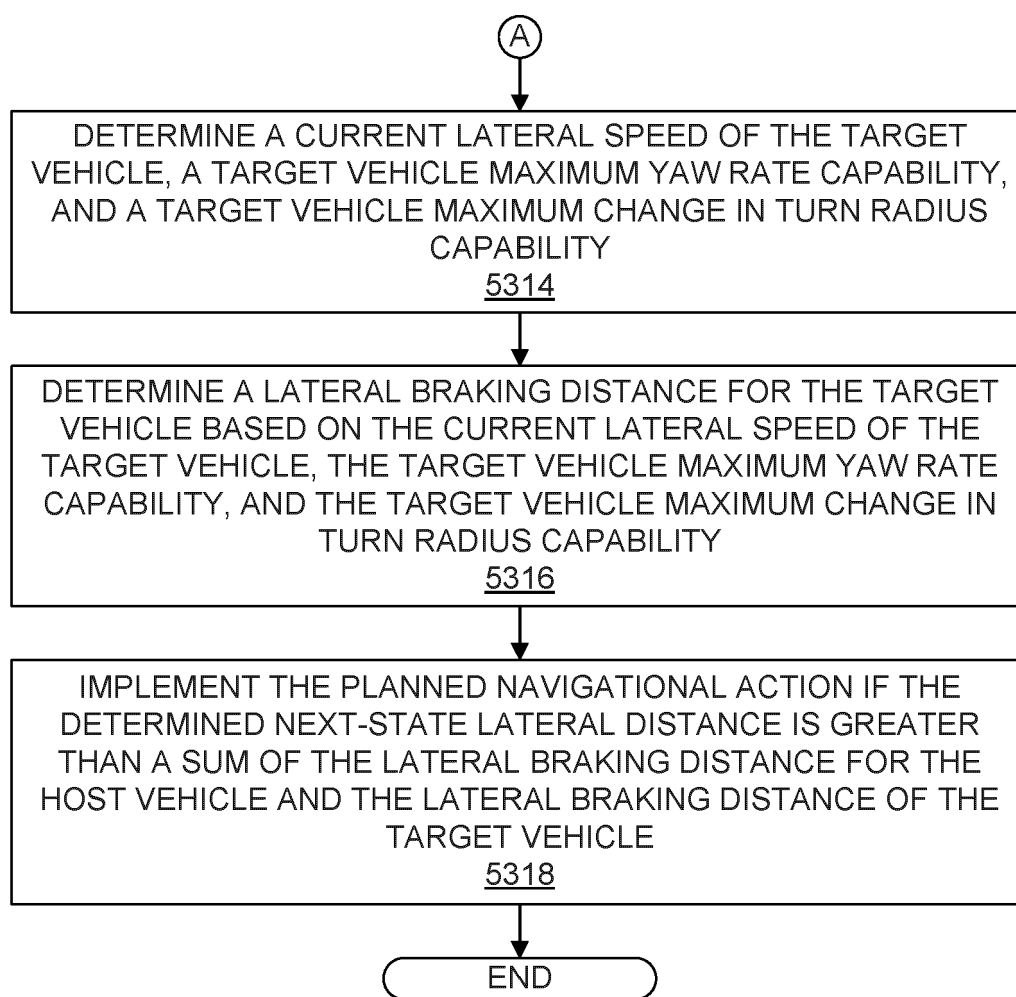 A
DETERMINE A CURRENT LATERAL SPEED OF THE TARGET
VEHICLE, A TARGET VEHICLE MAXIMUM YAW RATE CAPABILITY,
AND A TARGET VEHICLE MAXIMUM CHANGE IN TURN RADIUS
CAPABILITY
5314
DETERMINE A LATERAL BRAKING DISTANCE FOR THE TARGET
VEHICLE BASED ON THE CURRENT LATERAL SPEED OF THE
TARGET VEHICLE, THE TARGET VEHICLE MAXIMUM YAW RATE
CAPABILITY, AND THE TARGET VEHICLE MAXIMUM CHANGE IN
TURN RADIUS CAPABILITY
5316
IMPLEMENT THE PLANNED NAVIGATIONAL ACTION IF THE
DETERMINED NEXT-STATE LATERAL DISTANCE IS GREATER
THAN A SUM OF THE LATERAL BRAKING DISTANCE FOR THE
HOST VEHICLE AND THE LATERAL BRAKING DISTANCE OF THE
TARGET VEHICLE
5318
END